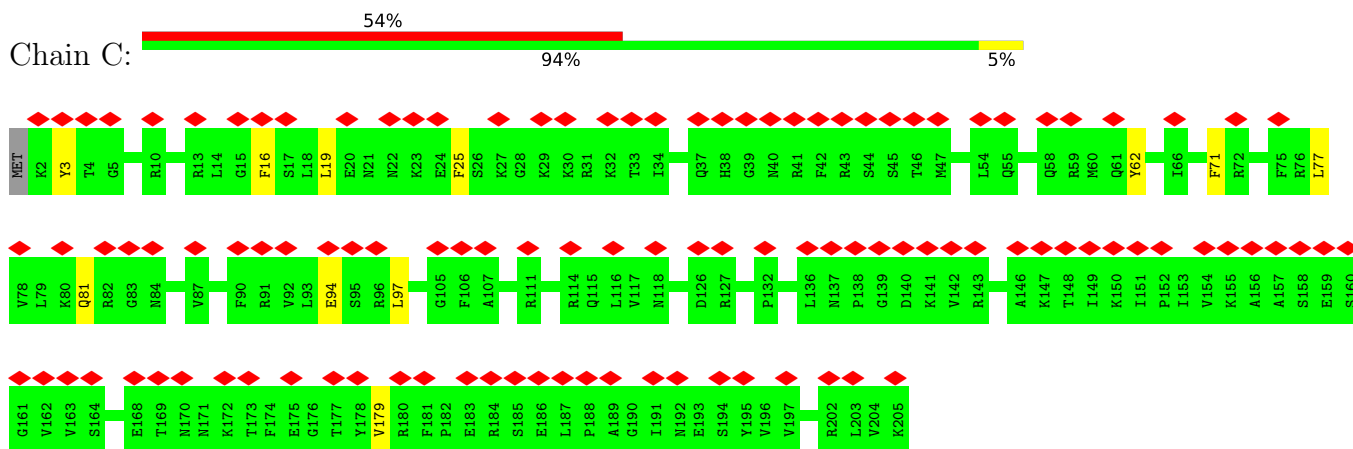 54%
Chain C:
94% 5%
MET K2 Y3 T4 G5 R10 R13 L14 G15 F16 S17 L18 L19 E20 N21 N22 K23 E24 F25 S26 K27 G28 K29 K30 R31 K32 T33 I34 Q37 H38 G39 N40 R41 F42 R43 S44 S45 T46 M47 L54 Q55 Q58 R59 M60 Q61 Y62 I66 F71 R72 F75 R76 L77
V78 L79 K80 Q81 R82 G83 N84 V87 F90 R91 V92 L93 E94 S95 R96 L97 G105 F106 A107 R111 R114 Q115 L116 V117 N118 D126 R127 P132 L136 N137 P138 G139 D140 K141 V142 R143 A146 K147 T148 I149 K150 I151 P152 I153 V154 K155 A156 A157 S158 E159 S160
G161 V162 V163 S164 E168 T169 N170 N171 K172 T173 F174 E175 G176 T177 Y178 V179 R180 F181 P182 E183 R184 S185 E186 L187 P188 A189 G190 I191 N192 E193 S194 Y195 V196 V197 R202 L203 V204 K205